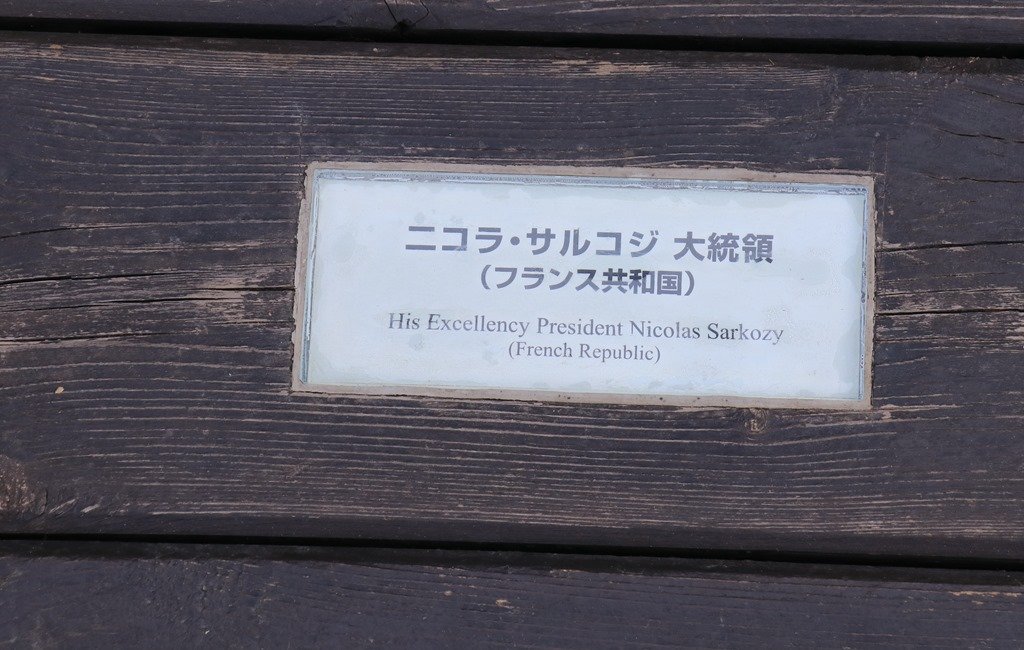 ニコラ・サルコジ 大統領
（フランス共和国）
His Excellency President Nicolas Sarkozy
(French Republic)